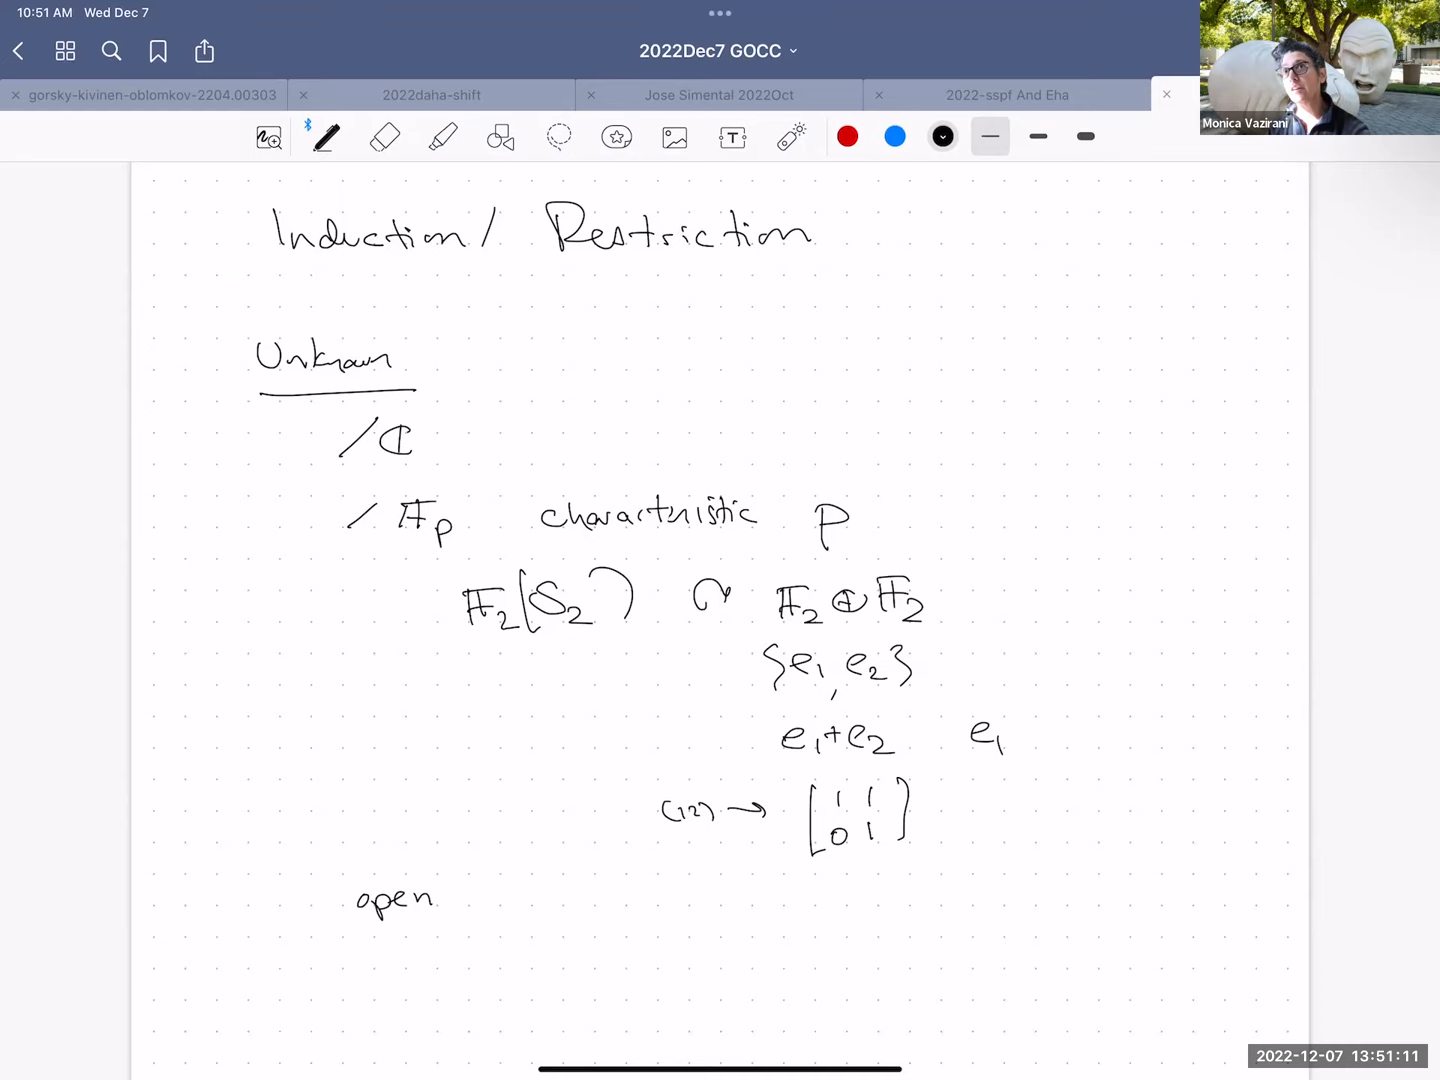 10:51 AM Wed Dec 7
2022Dec7 GOCC
gorsky-kivinen-oblomkov-2204.00303
2022daha-shift
Jose Simental 2022Oct
2022-sspf And Eha
Monica Vazirani
Induction/ Restriction
Unknown
/ℂ
/ 𝔽p characteristic p
𝔽₂[S₂] ↷ 𝔽₂ ⊕ 𝔽₂
{e₁, e₂}
e₁+e₂ e₁
(12) → [1 1
0 1]
open
2022-12-07 13:51:11